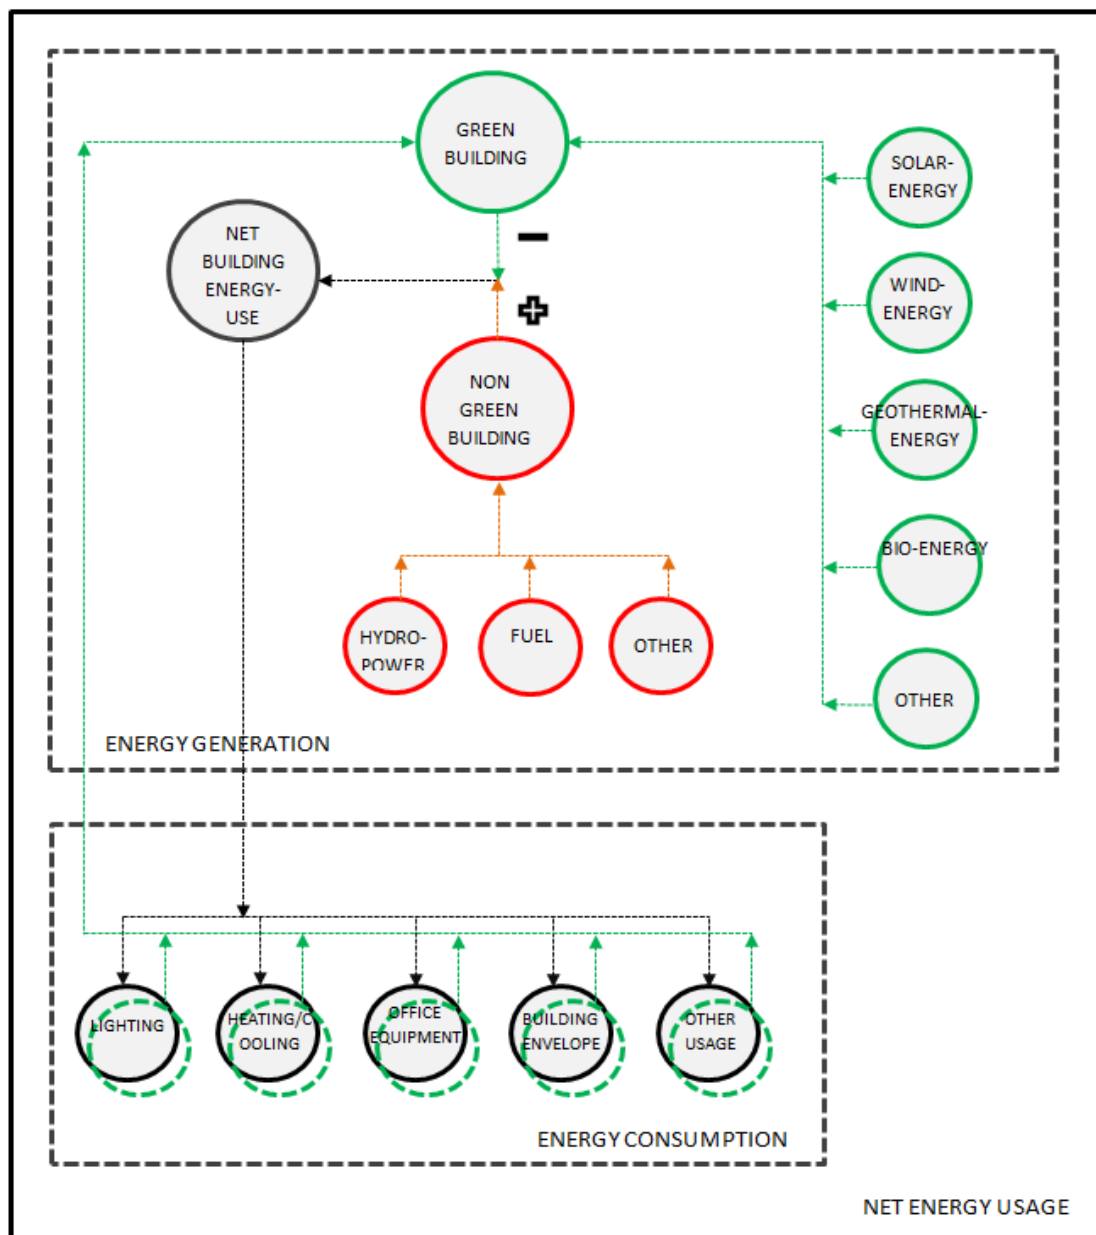 GREEN
BUILDING
SOLAR-
ENERGY
NET
BUILDING
ENERGY-
USE
WIND-
ENERGY
NON
GREEN
BUILDING
GEOTHERMAL-
ENERGY
BIO-ENERGY
HYDRO-
POWER
FUEL
OTHER
OTHER
ENERGY GENERATION
LIGHTING
HEATING/C
OOLING
OFFICE
EQUIPMENT
BUILDING
ENVELOPE
OTHER
USAGE
ENERGY CONSUMPTION
NET ENERGY USAGE